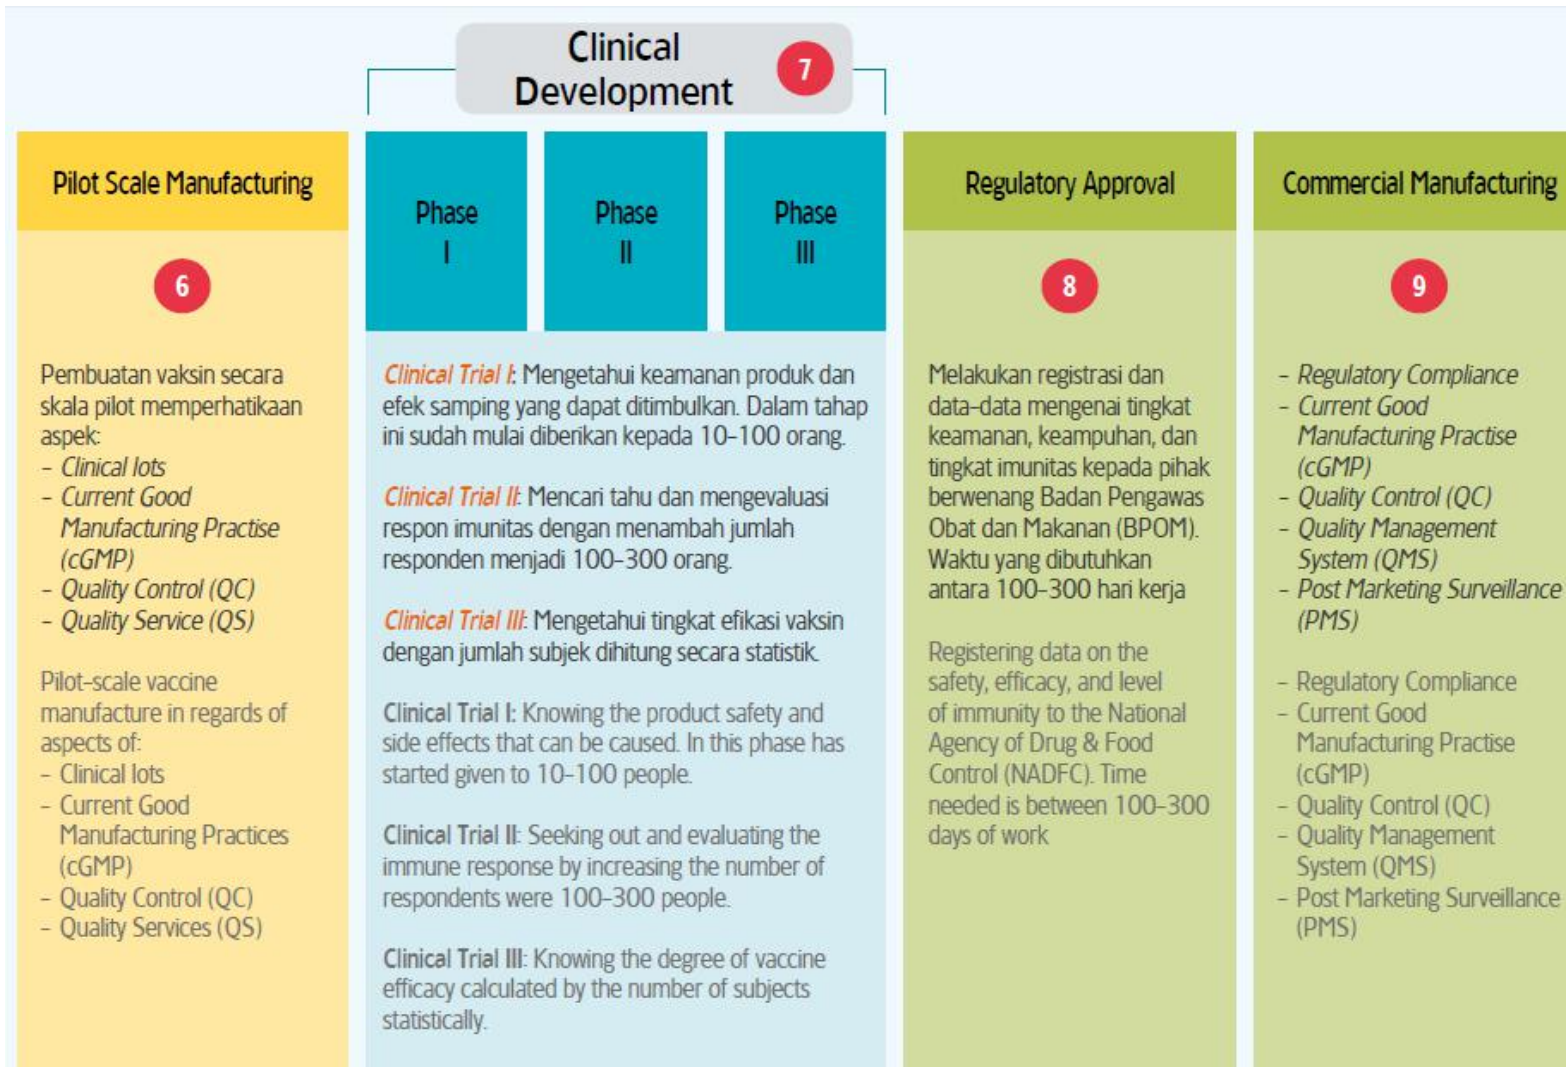 Clinical
Development
7
Pilot Scale Manufacturing
6
Pembuatan vaksin secara
skala pilot memperhatikaan
aspek:
- Clinical lots
- Current Good
Manufacturing Practise
(cGMP)
- Quality Control (QC)
- Quality Service (QS)
Pilot-scale vaccine
manufacture in regards of
aspects of:
- Clinical lots
- Current Good
Manufacturing Practices
(cGMP)
- Quality Control (QC)
- Quality Services (QS)
Phase
I
Phase
II
Phase
III
Clinical Trial I: Mengetahui keamanan produk dan
efek samping yang dapat ditimbulkan. Dalam tahap
ini sudah mulai diberikan kepada 10-100 orang.
Clinical Trial II: Mencari tahu dan mengevaluasi
respon imunitas dengan menambah jumlah
responden menjadi 100-300 orang.
Clinical Trial III: Mengetahui tingkat efikasi vaksin
dengan jumlah subjek dihitung secara statistik.
Clinical Trial I: Knowing the product safety and
side effects that can be caused. In this phase has
started given to 10-100 people.
Clinical Trial II: Seeking out and evaluating the
immune response by increasing the number of
respondents were 100-300 people.
Clinical Trial III: Knowing the degree of vaccine
efficacy calculated by the number of subjects
statistically.
Regulatory Approval
8
Melakukan registrasi dan
data-data mengenai tingkat
keamanan, keampuhan, dan
tingkat imunitas kepada pihak
berwenang Badan Pengawas
Obat dan Makanan (BPOM).
Waktu yang dibutuhkan
antara 100-300 hari kerja
Registering data on the
safety, efficacy, and level
of immunity to the National
Agency of Drug & Food
Control (NADFC). Time
needed is between 100-300
days of work
Commercial Manufacturing
9
- Regulatory Compliance
- Current Good
Manufacturing Practise
(cGMP)
- Quality Control (QC)
- Quality Management
System (QMS)
- Post Marketing Surveillance
(PMS)
- Regulatory Compliance
- Current Good
Manufacturing Practise
(cGMP)
- Quality Control (QC)
- Quality Management
System (QMS)
- Post Marketing Surveillance
(PMS)